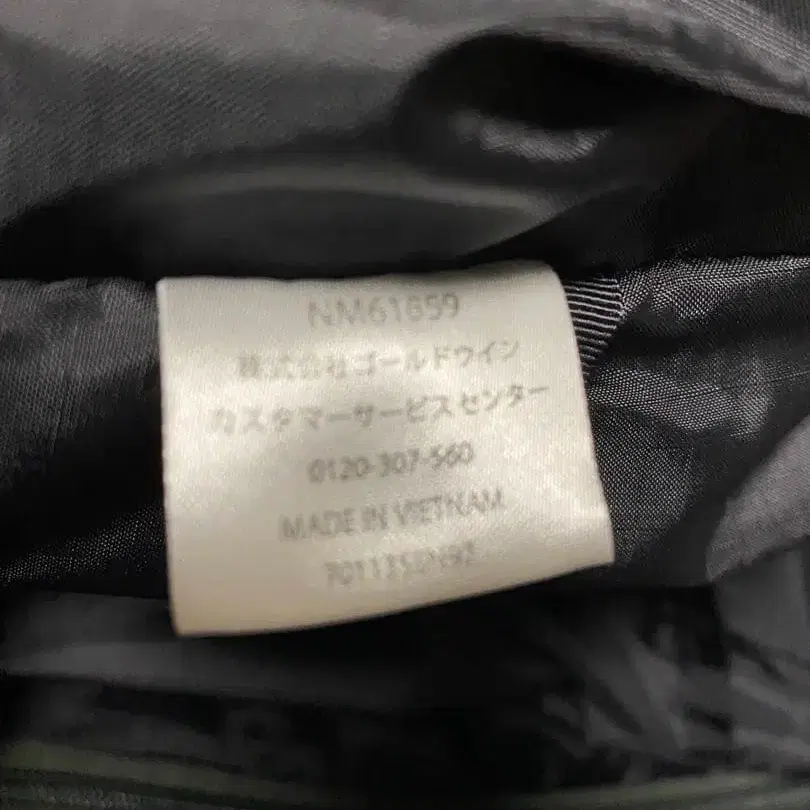 NM61659
株式会社ゴールドウイン
カスタマーサービスセンター
0120-307-560
MADE IN VIETNAM